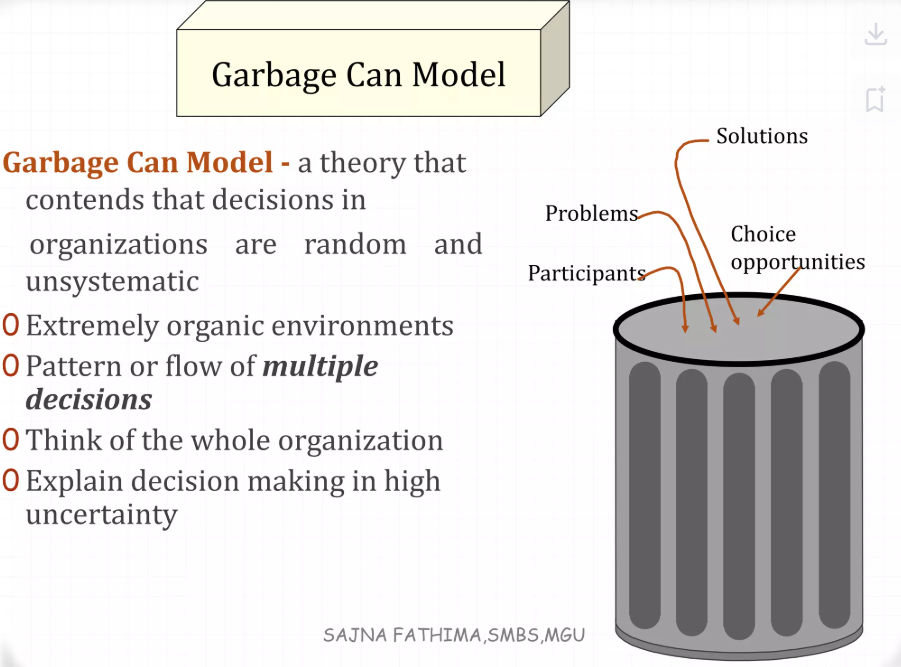 Garbage Can Model
Garbage Can Model - a theory that
contends that decisions in
organizations are random and
unsystematic
O Extremely organic environments
O Pattern or flow of multiple
decisions
O Think of the whole organization
O Explain decision making in high
uncertainty
Solutions
Problems
Choice
opportunities
Participants
SAJNA FATHIMA,SMBS,MGU